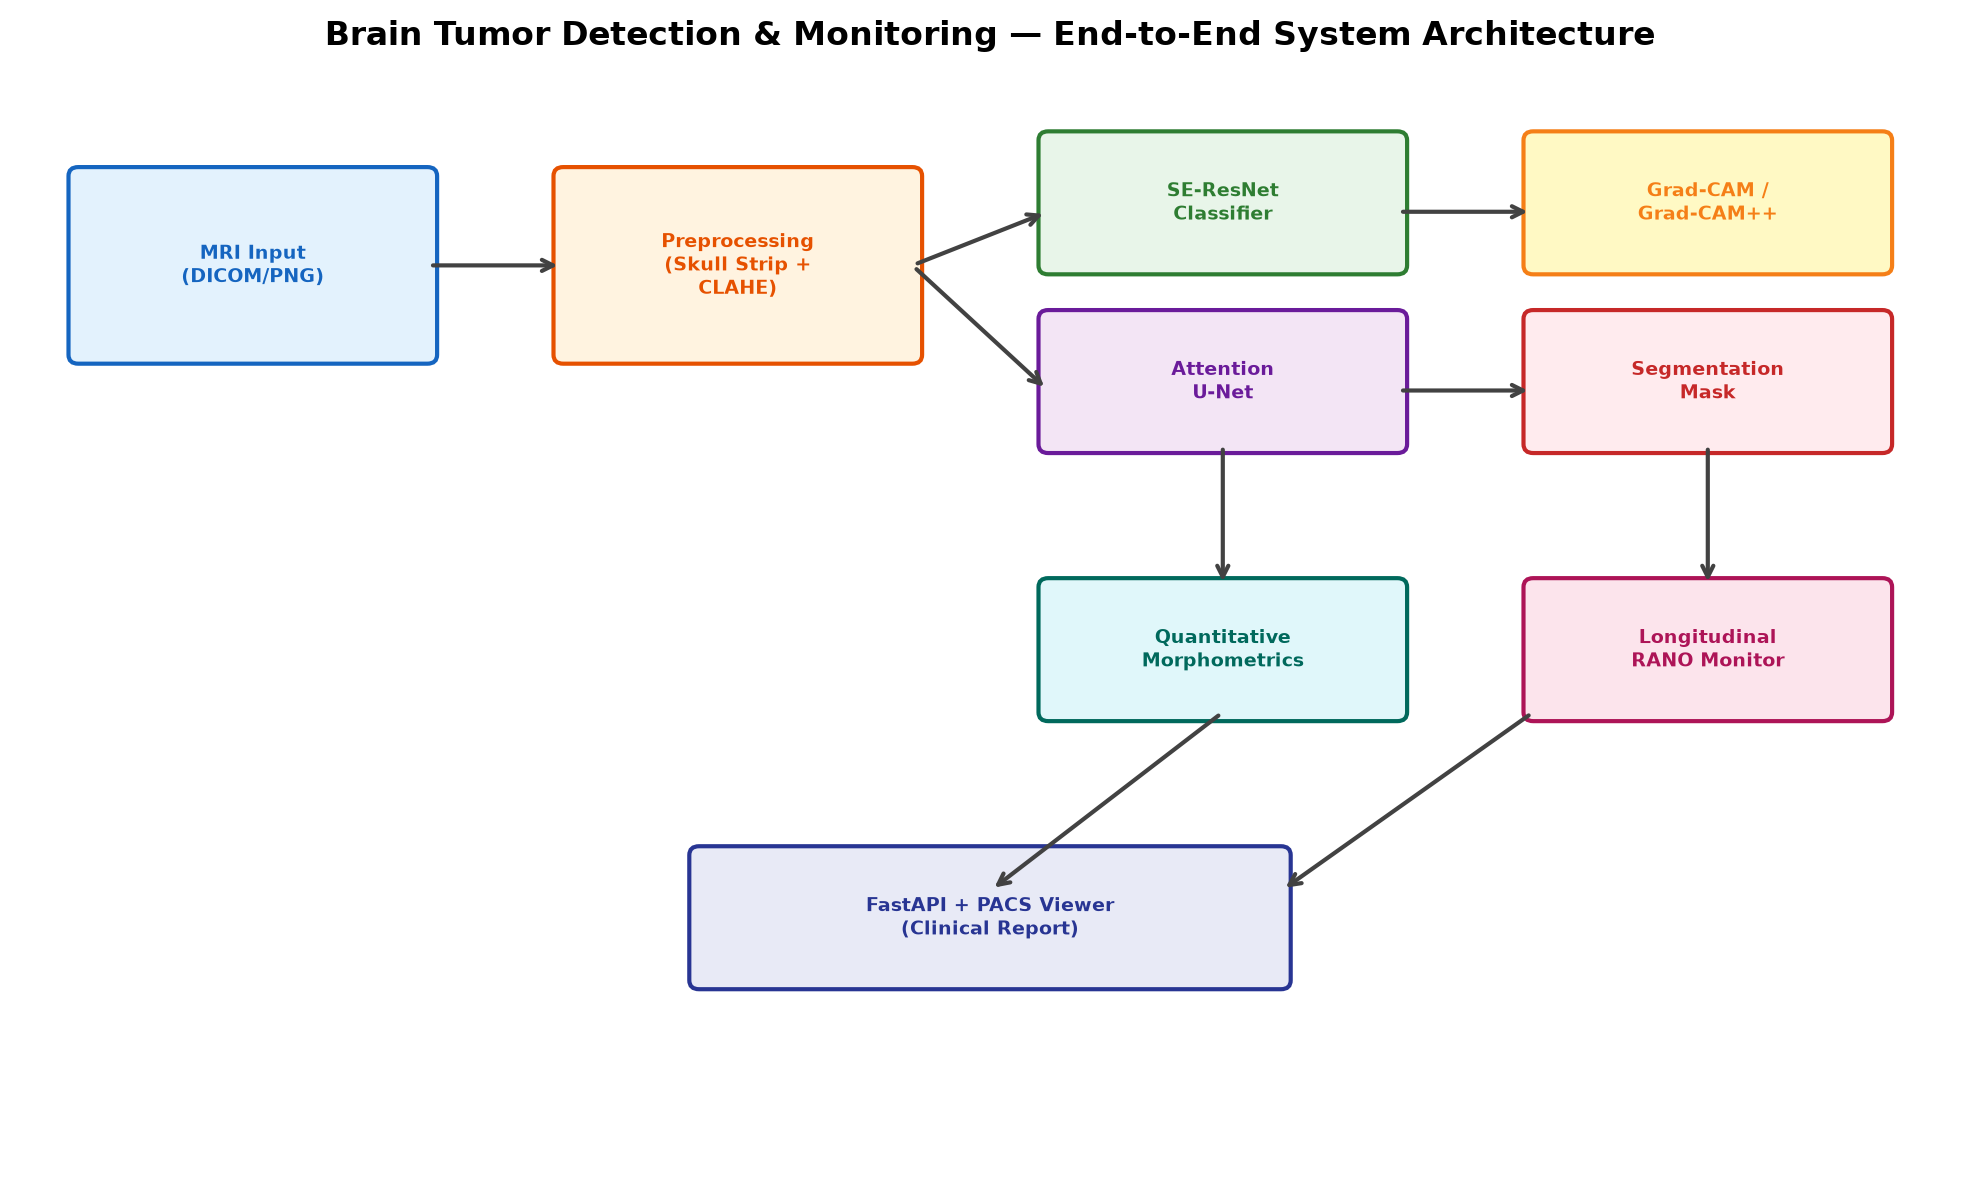 Brain Tumor Detection & Monitoring — End-to-End System Architecture
MRI Input
(DICOM/PNG)
Preprocessing
(Skull Strip +
CLAHE)
SE-ResNet
Classifier
Grad-CAM /
Grad-CAM++
Attention
U-Net
Segmentation
Mask
Quantitative
Morphometrics
Longitudinal
RANO Monitor
FastAPI + PACS Viewer
(Clinical Report)